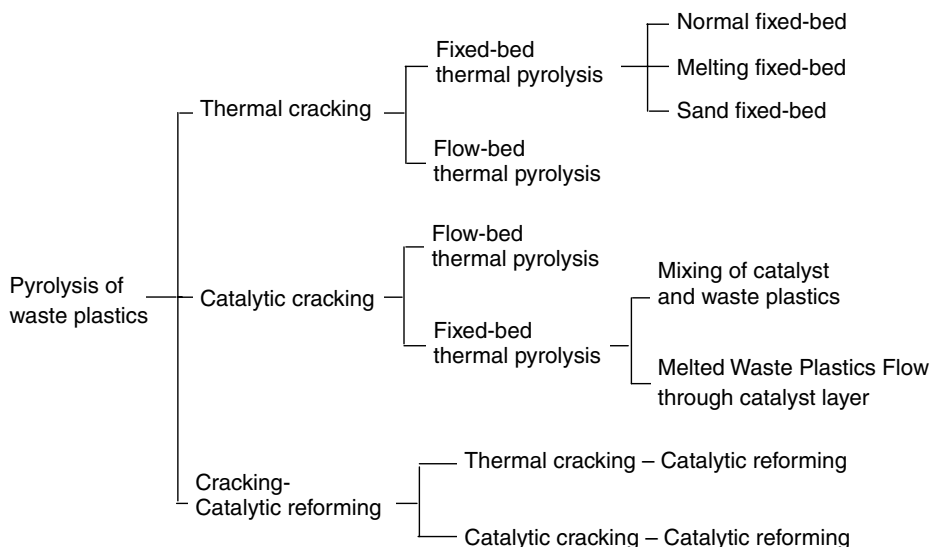 Normal fixed-bed
Fixed-bed
thermal pyrolysis
Melting fixed-bed
Sand fixed-bed
Thermal cracking
Flow-bed
thermal pyrolysis
Flow-bed
thermal pyrolysis
Mixing of catalyst
and waste plastics
Pyrolysis of
waste plastics
Catalytic cracking
Fixed-bed
thermal pyrolysis
Melted Waste Plastics Flow
through catalyst layer
Thermal cracking – Catalytic reforming
Cracking-
Catalytic reforming
Catalytic cracking – Catalytic reforming